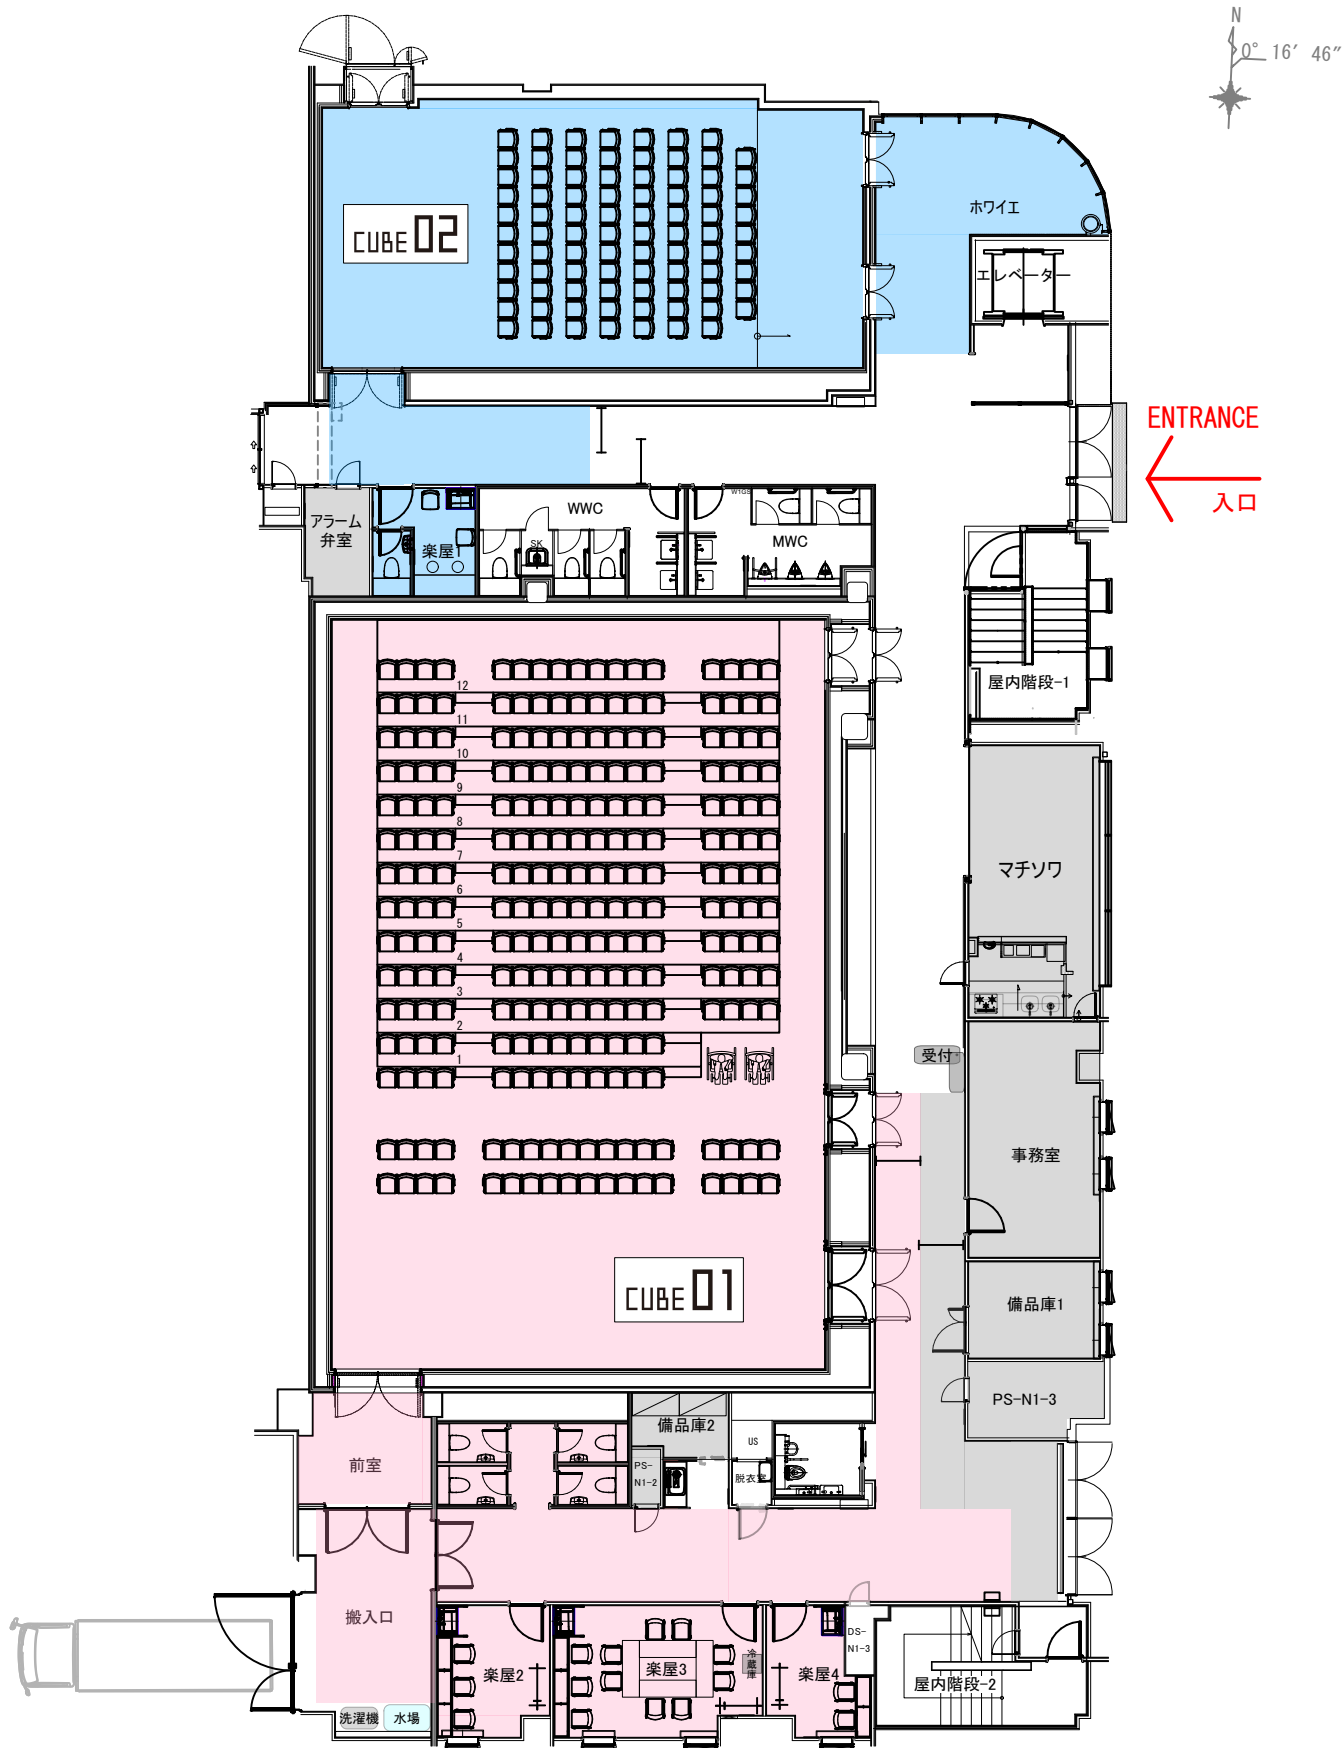 N
0° 16′ 46″
CUBE 02
ホワイエ
エレベーター
ENTRANCE
入口
アラーム
弁室
楽屋1
WWC
SK
W1GS
MWC
屋内階段-1
12
11
10
9
8
7
6
5
4
3
2
1
マチソワ
受付
事務室
CUBE 01
備品庫1
PS-N1-3
備品庫2
PS-
N1-2
US
脱衣室
前室
搬入口
楽屋2
楽屋3
冷蔵庫
楽屋4
DS-
N1-3
屋内階段-2
洗濯機
水場